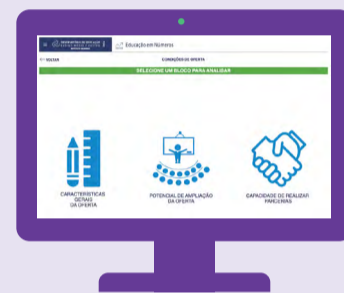 Educação em Números
VOLTAR
CONDIÇÕES DE OFERTA
SELECIONE UM BLOCO PARA ANALISAR
CARACTERÍSTICAS
GERAIS
DA OFERTA
POTENCIAL DE AMPLIAÇÃO
DA OFERTA
CAPACIDADE DE REALIZAR
PARCERIAS